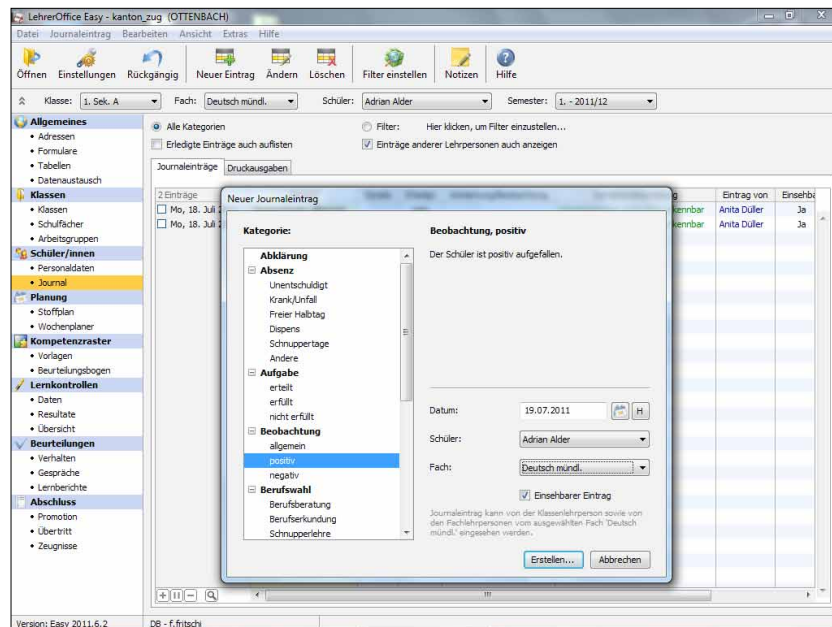 LehrerOffice Easy - kanton_zug (OTTENBACH)
Datei Journaleintrag Bearbeiten Ansicht Extras Hilfe
Öffnen Einstellungen Rückgängig Neuer Eintrag Ändern Löschen Filter einstellen Notizen Hilfe
Klasse: 1. Sek. A Fach: Deutsch mündl. Schüler: Adrian Alder Semester: 1. - 2011/12
Allgemeines
• Adressen
• Formulare
• Tabellen
• Datenaustausch
Klassen
• Klassen
• Schulfächer
• Arbeitsgruppen
Schüler/innen
• Personaldaten
• Journal
Planung
• Stoffplan
• Wochenplaner
Kompetenzraster
• Vorlagen
• Beurteilungsbogen
Lernkontrollen
• Daten
• Resultate
• Übersicht
Beurteilungen
• Verhalten
• Gespräche
• Lernberichte
Abschluss
• Promotion
• Übertritt
• Zeugnisse
Alle Kategorien Filter: Hier klicken, um Filter einzustellen...
Erledigte Einträge auch auflisten Einträge anderer Lehrpersonen auch anzeigen
Journaleinträge Druckausgaben
2 Einträge g Eintrag von Einsehba
Mo, 18. Juli 2 kennbar Anita Düller Ja
Mo, 18. Juli 2 kennbar Anita Düller Ja
Neuer Journaleintrag
Kategorie:
Abklärung
Absenz
Unentschuldigt
Krank/Unfall
Freier Halbtag
Dispens
Schnuppertage
Andere
Aufgabe
erteilt
erfüllt
nicht erfüllt
Beobachtung
allgemein
positiv
negativ
Berufswahl
Berufsberatung
Berufserkundung
Schnupperlehre
Beobachtung, positiv
Der Schüler ist positiv aufgefallen.
Datum: 19.07.2011 H
Schüler: Adrian Alder
Fach: Deutsch mündl.
Einsehbarer Eintrag
Journaleintrag kann von der Klassenlehrperson sowie von
den Fachlehrpersonen vom ausgewählten Fach 'Deutsch
mündl.' eingesehen werden.
Erstellen... Abbrechen
Version: Easy 2011.6.2 DB - f.fritschi